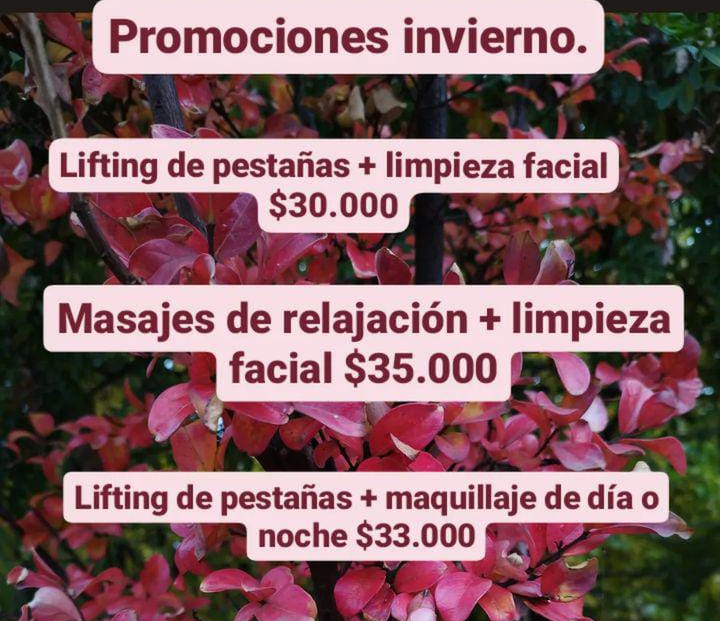 Promociones invierno.
Lifting de pestañas + limpieza facial
$30.000
Masajes de relajación + limpieza
facial $35.000
Lifting de pestañas + maquillaje de día o
noche $33.000